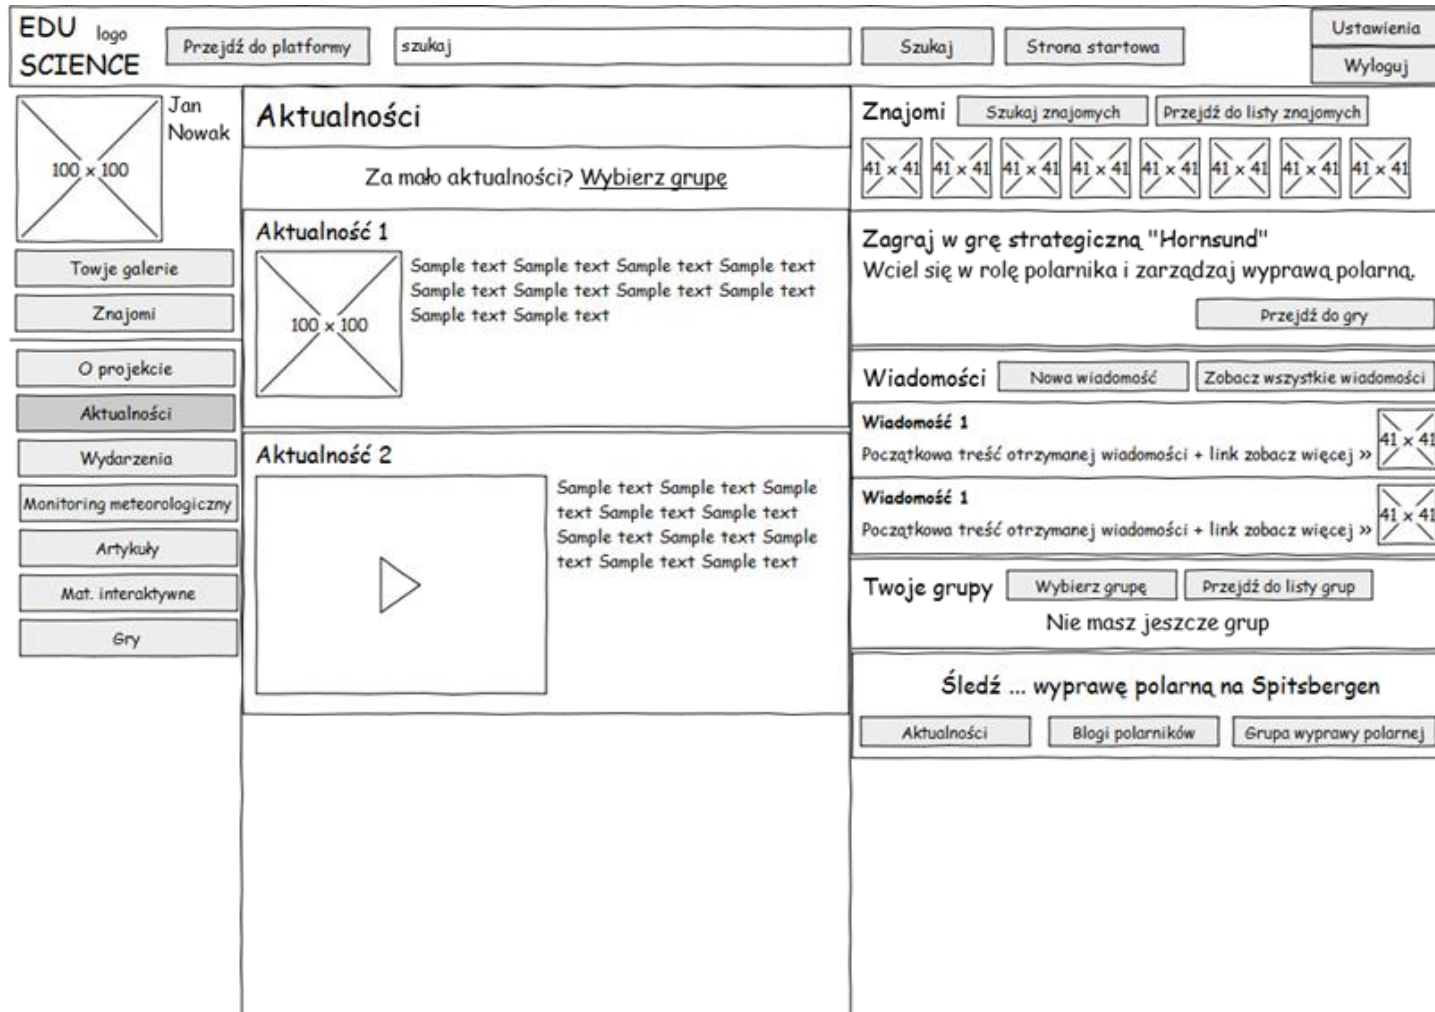 EDU logo
SCIENCE
Przejdź do platformy
szukaj
Szukaj
Strona startowa
Ustawienia
Wyloguj
Jan
Nowak
100 x 100
Towje galerie
Znajomi
O projekcie
Aktualności
Wydarzenia
Monitoring meteorologiczny
Artykuły
Mat. interaktywne
Gry
Aktualności
Za mało aktualności? Wybierz grupę
Aktualność 1
100 x 100
Sample text Sample text Sample text Sample text
Sample text Sample text Sample text Sample text
Sample text Sample text
Aktualność 2
Sample text Sample text Sample
text Sample text Sample text
Sample text Sample text Sample
text Sample text Sample text
Znajomi
Szukaj znajomych
Przejdź do listy znajomych
41 x 41 41 x 41 41 x 41 41 x 41 41 x 41 41 x 41 41 x 41 41 x 41
Zagraj w grę strategiczną "Hornsund"
Wciel się w rolę polarnika i zarządzaj wyprawą polarną.
Przejdź do gry
Wiadomości
Nowa wiadomość
Zobacz wszystkie wiadomości
Wiadomość 1
Początkowa treść otrzymanej wiadomości + link zobacz więcej »
41 x 41
Wiadomość 1
Początkowa treść otrzymanej wiadomości + link zobacz więcej »
41 x 41
Twoje grupy
Wybierz grupę
Przejdź do listy grup
Nie masz jeszcze grup
Śledź ... wyprawę polarną na Spitsbergen
Aktualności
Blogi polarników
Grupa wyprawy polarnej